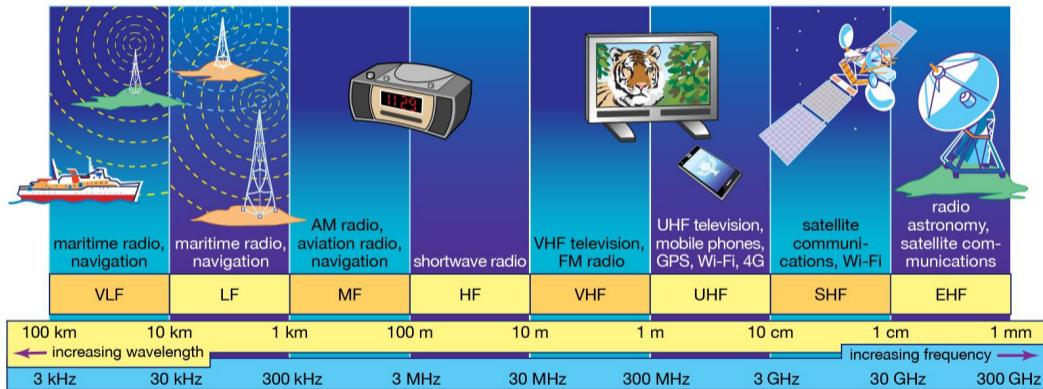 11:29
maritime radio,
navigation
maritime radio,
navigation
AM radio,
aviation radio,
navigation
shortwave radio
VHF television,
FM radio
UHF television,
mobile phones,
GPS, Wi-Fi, 4G
satellite
communi-
cations, Wi-Fi
radio
astronomy,
satellite com-
munications
VLF LF MF HF VHF UHF SHF EHF
100 km 10 km 1 km 100 m 10 m 1 m 10 cm 1 cm 1 mm
increasing wavelength increasing frequency
3 kHz 30 kHz 300 kHz 3 MHz 30 MHz 300 MHz 3 GHz 30 GHz 300 GHz